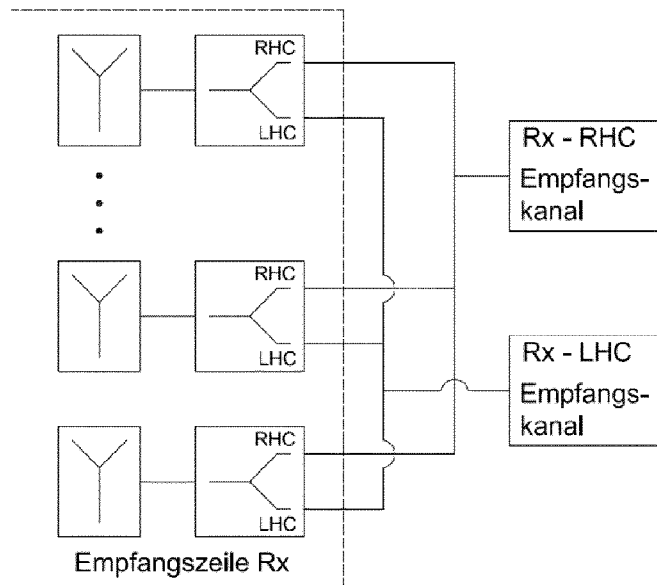 RHC
LHC
Rx - RHC
Empfangs-
kanal
RHC
LHC
Rx - LHC
Empfangs-
kanal
RHC
LHC
Empfangszeile Rx